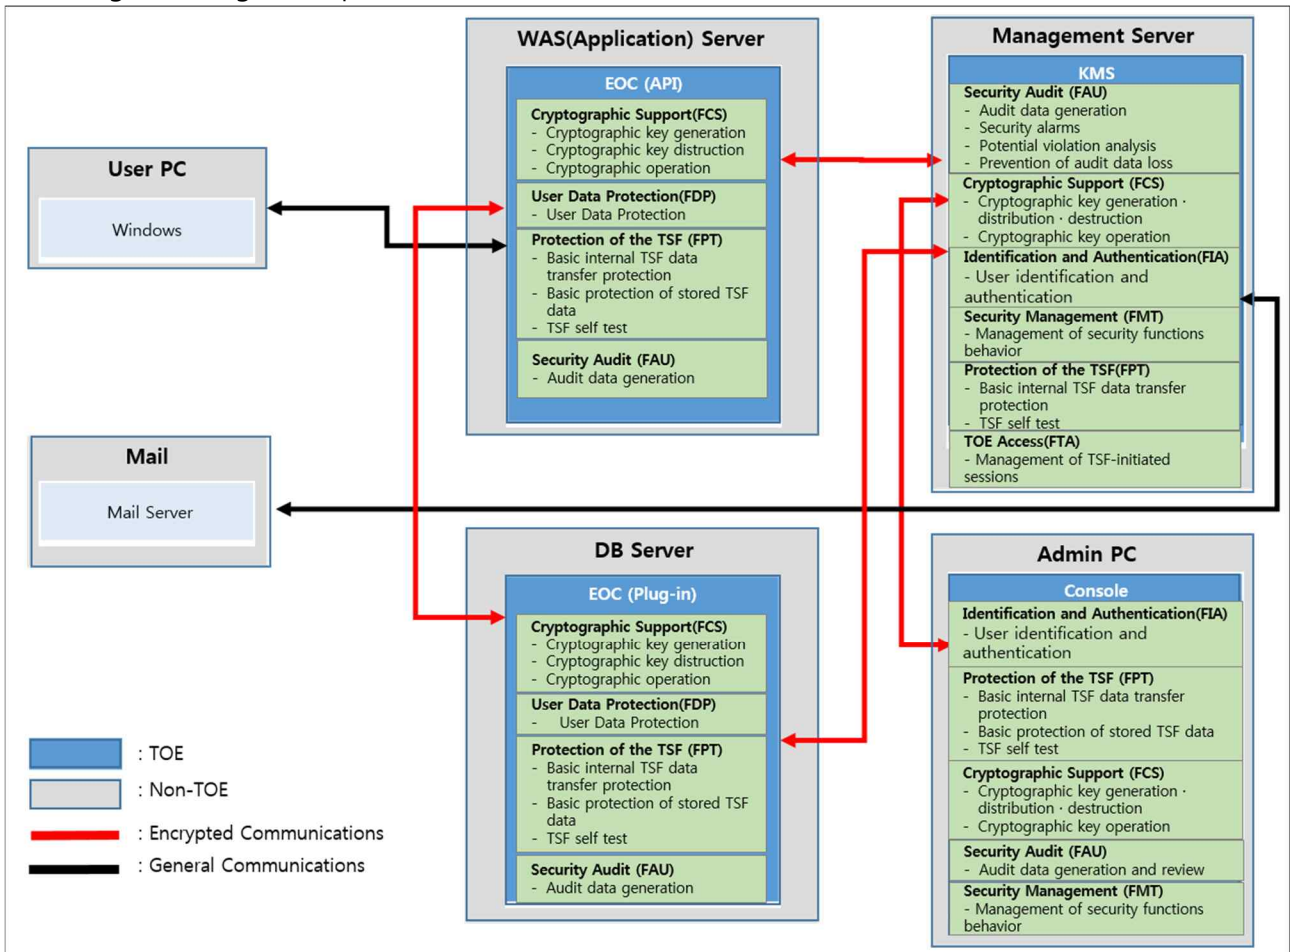 WAS(Application) Server
EOC (API)
Cryptographic Support(FCS)
- Cryptographic key generation
- Cryptographic key distruction
- Cryptographic operation
User Data Protection(FDP)
- User Data Protection
Protection of the TSF (FPT)
- Basic internal TSF data
transfer protection
- Basic protection of stored TSF
data
- TSF self test
Security Audit (FAU)
- Audit data generation
Management Server
KMS
Security Audit (FAU)
- Audit data generation
- Security alarms
- Potential violation analysis
- Prevention of audit data loss
Cryptographic Support (FCS)
- Cryptographic key generation ·
distribution · destruction
- Cryptographic key operation
Identification and Authentication(FIA)
- User identification and
authentication
Security Management (FMT)
- Management of security functions
behavior
Protection of the TSF(FPT)
- Basic internal TSF data transfer
protection
- TSF self test
TOE Access(FTA)
- Management of TSF-initiated
sessions
User PC
Windows
Mail
Mail Server
DB Server
EOC (Plug-in)
Cryptographic Support(FCS)
- Cryptographic key generation
- Cryptographic key distruction
- Cryptographic operation
User Data Protection(FDP)
- User Data Protection
Protection of the TSF (FPT)
- Basic internal TSF data
transfer protection
- Basic protection of stored TSF
data
- TSF self test
Security Audit (FAU)
- Audit data generation
Admin PC
Console
Identification and Authentication(FIA)
- User identification and
authentication
Protection of the TSF (FPT)
- Basic internal TSF data transfer
protection
- Basic protection of stored TSF data
- TSF self test
Cryptographic Support (FCS)
- Cryptographic key generation ·
distribution · destruction
- Cryptographic key operation
Security Audit (FAU)
- Audit data generation and review
Security Management (FMT)
- Management of security functions
behavior
: TOE
: Non-TOE
: Encrypted Communications
: General Communications